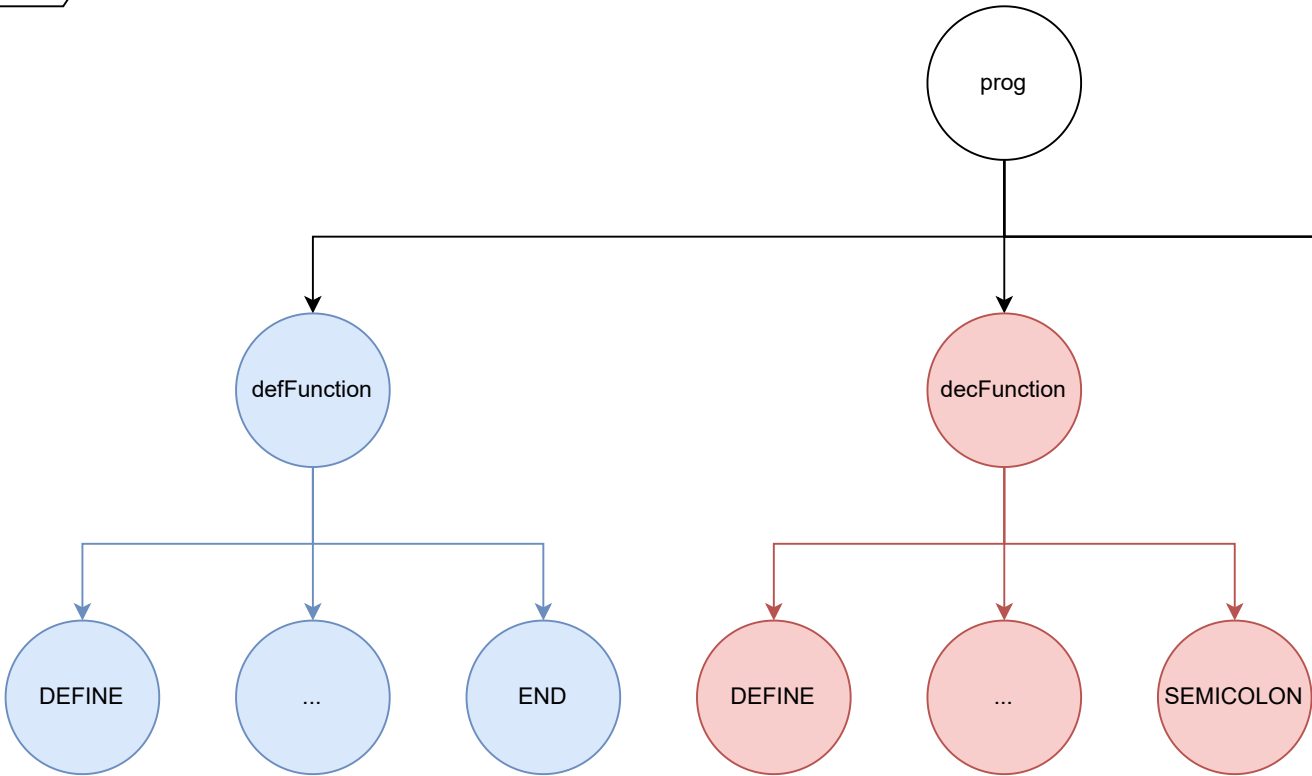 prog
defFunction
decFunction
DEFINE
...
END
DEFINE
...
SEMICOLON